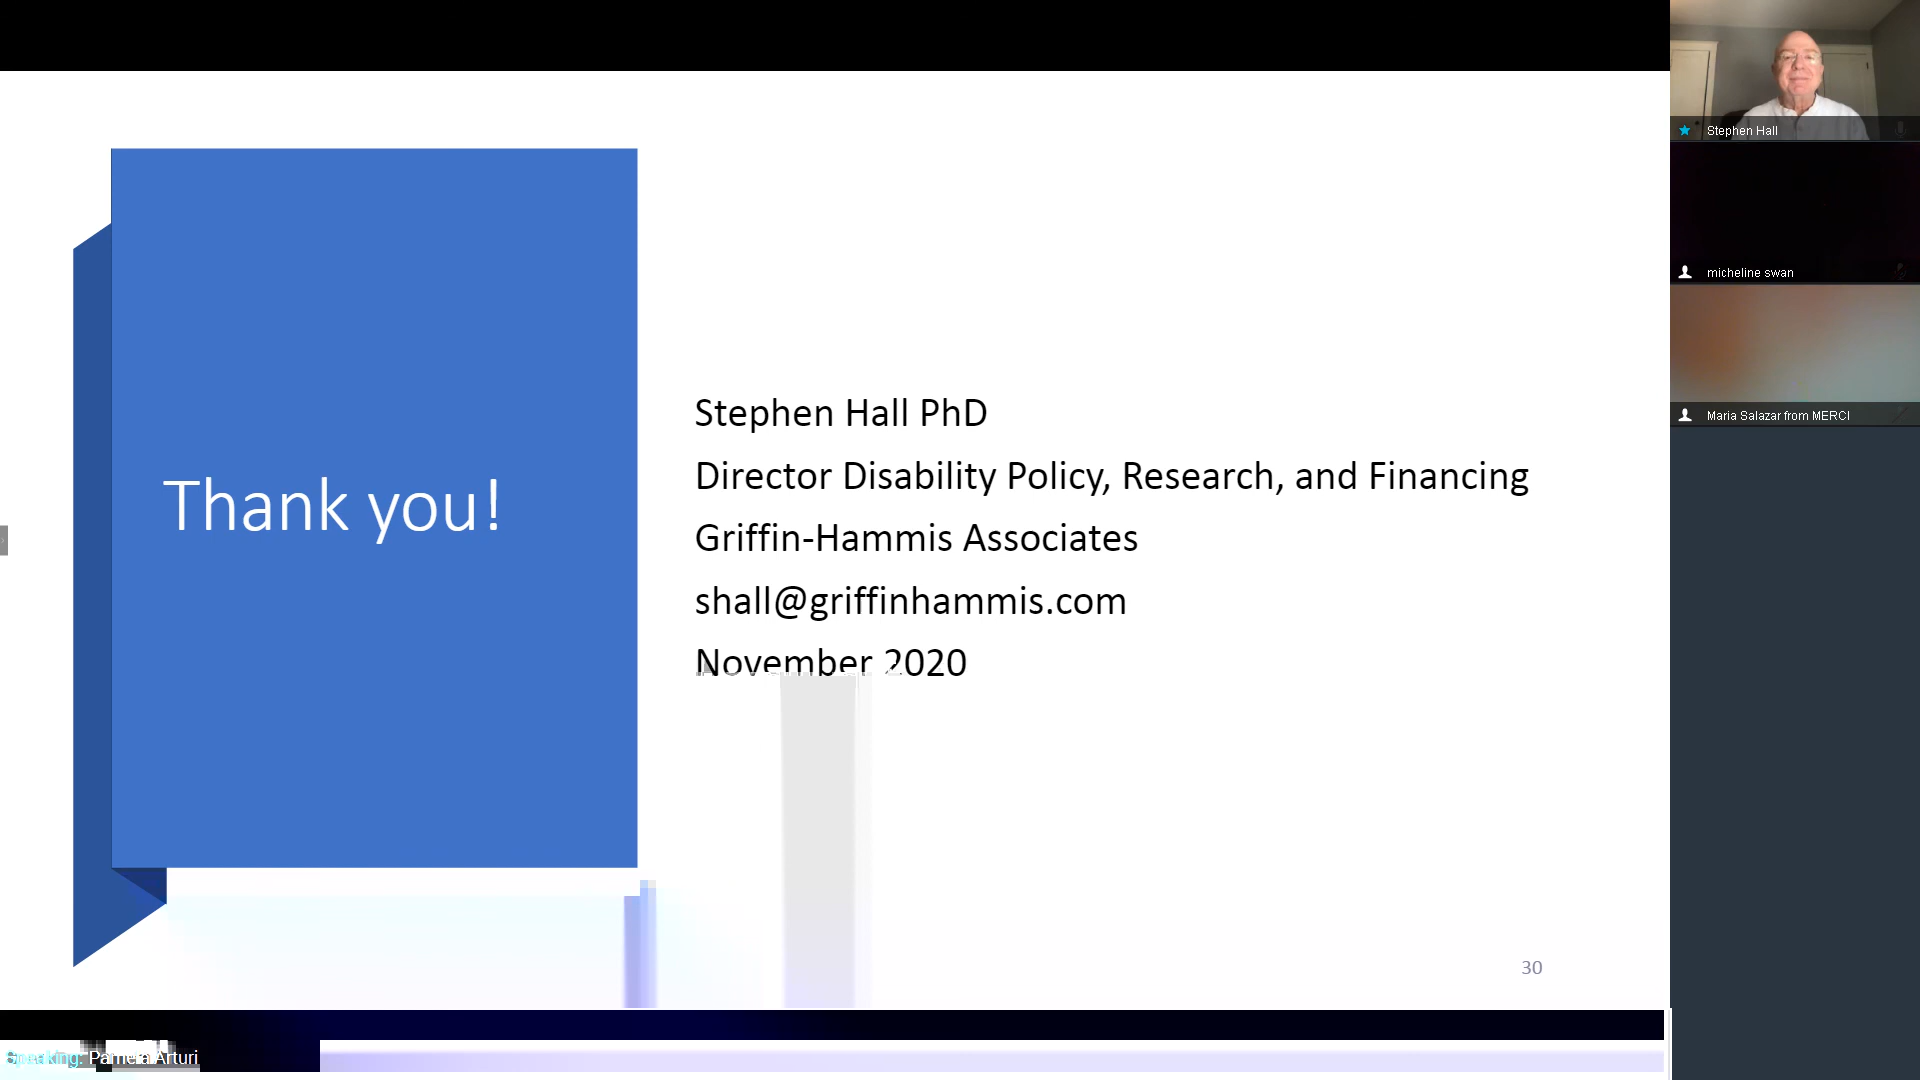 Thank you!
Stephen Hall PhD
Director Disability Policy, Research, and Financing
Griffin-Hammis Associates
shall@griffinhammis.com
November 2020
30
Stephen Hall
micheline swan
Maria Salazar from MERCI
Speaking: Pamela Arturi